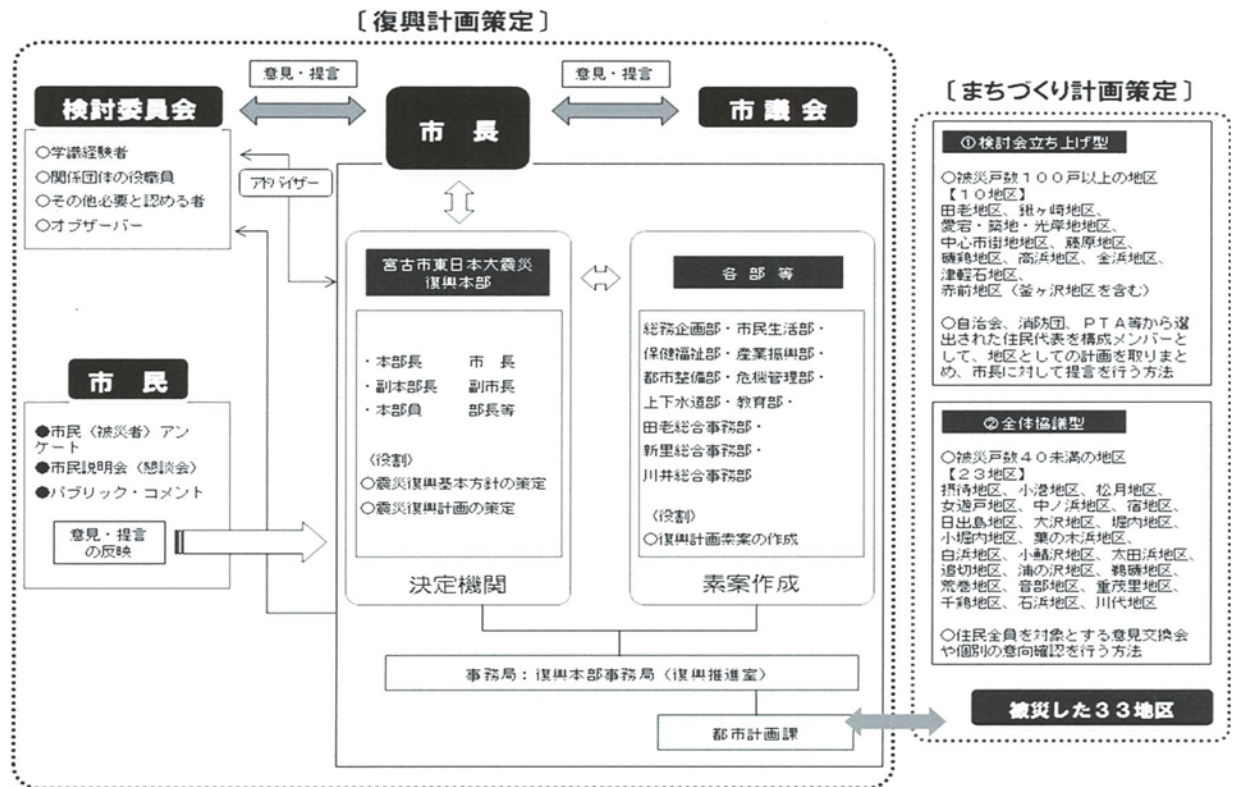 〔復興計画策定〕
意見・提言
意見・提言
検討委員会
市長
市議会
○学識経験者
○関係団体の役職員
○その他必要と認める者
○オブザーバー
アドバイザー
宮古市東日本大震災
復興本部
・本部長 市長
・副本部長 副市長
・本部員 部長等
〈役割〉
○震災復興基本方針の策定
○震災復興計画の策定
決定機関
各部等
総務企画部・市民生活部・
保健福祉部・産業振興部・
都市整備部・危機管理部・
上下水道部・教育部・
田老総合事務部・
新里総合事務部・
川井総合事務部
〈役割〉
○復興計画素案の作成
素案作成
市民
●市民〈被災者〉アン
ケート
●市民説明会〈懇談会〉
●パブリック・コメント
意見・提言
の反映
事務局：復興本部事務局〈復興推進室〉
都市計画課
〔まちづくり計画策定〕
①検討会立ち上げ型
○被災戸数100戸以上の地区
【10地区】
田老地区、鍬ヶ崎地区、
愛宕・築地・光岸地地区、
中心市街地地区、藤原地区、
磯鶏地区、高浜地区、金浜地区、
津軽石地区、
赤前地区〈釜ヶ沢地区を含む〉
○自治会、消防団、PTA等から選
出された住民代表を構成メンバーと
して、地区としての計画を取りまと
め、市長に対して提言を行う方法
②全体協議型
○被災戸数40未満の地区
【23地区】
摂待地区、小港地区、松月地区、
女遊戸地区、中ノ浜地区、宿地区、
日出島地区、大沢地区、堀内地区、
小堀内地区、葉の木浜地区、
白浜地区、小鯖沢地区、太田浜地区、
追切地区、浦の沢地区、鵜磯地区、
荒巻地区、音部地区、重茂里地区、
千鶏地区、石浜地区、川代地区
○住民全員を対象とする意見交換会
や個別の意向確認を行う方法
被災した33地区